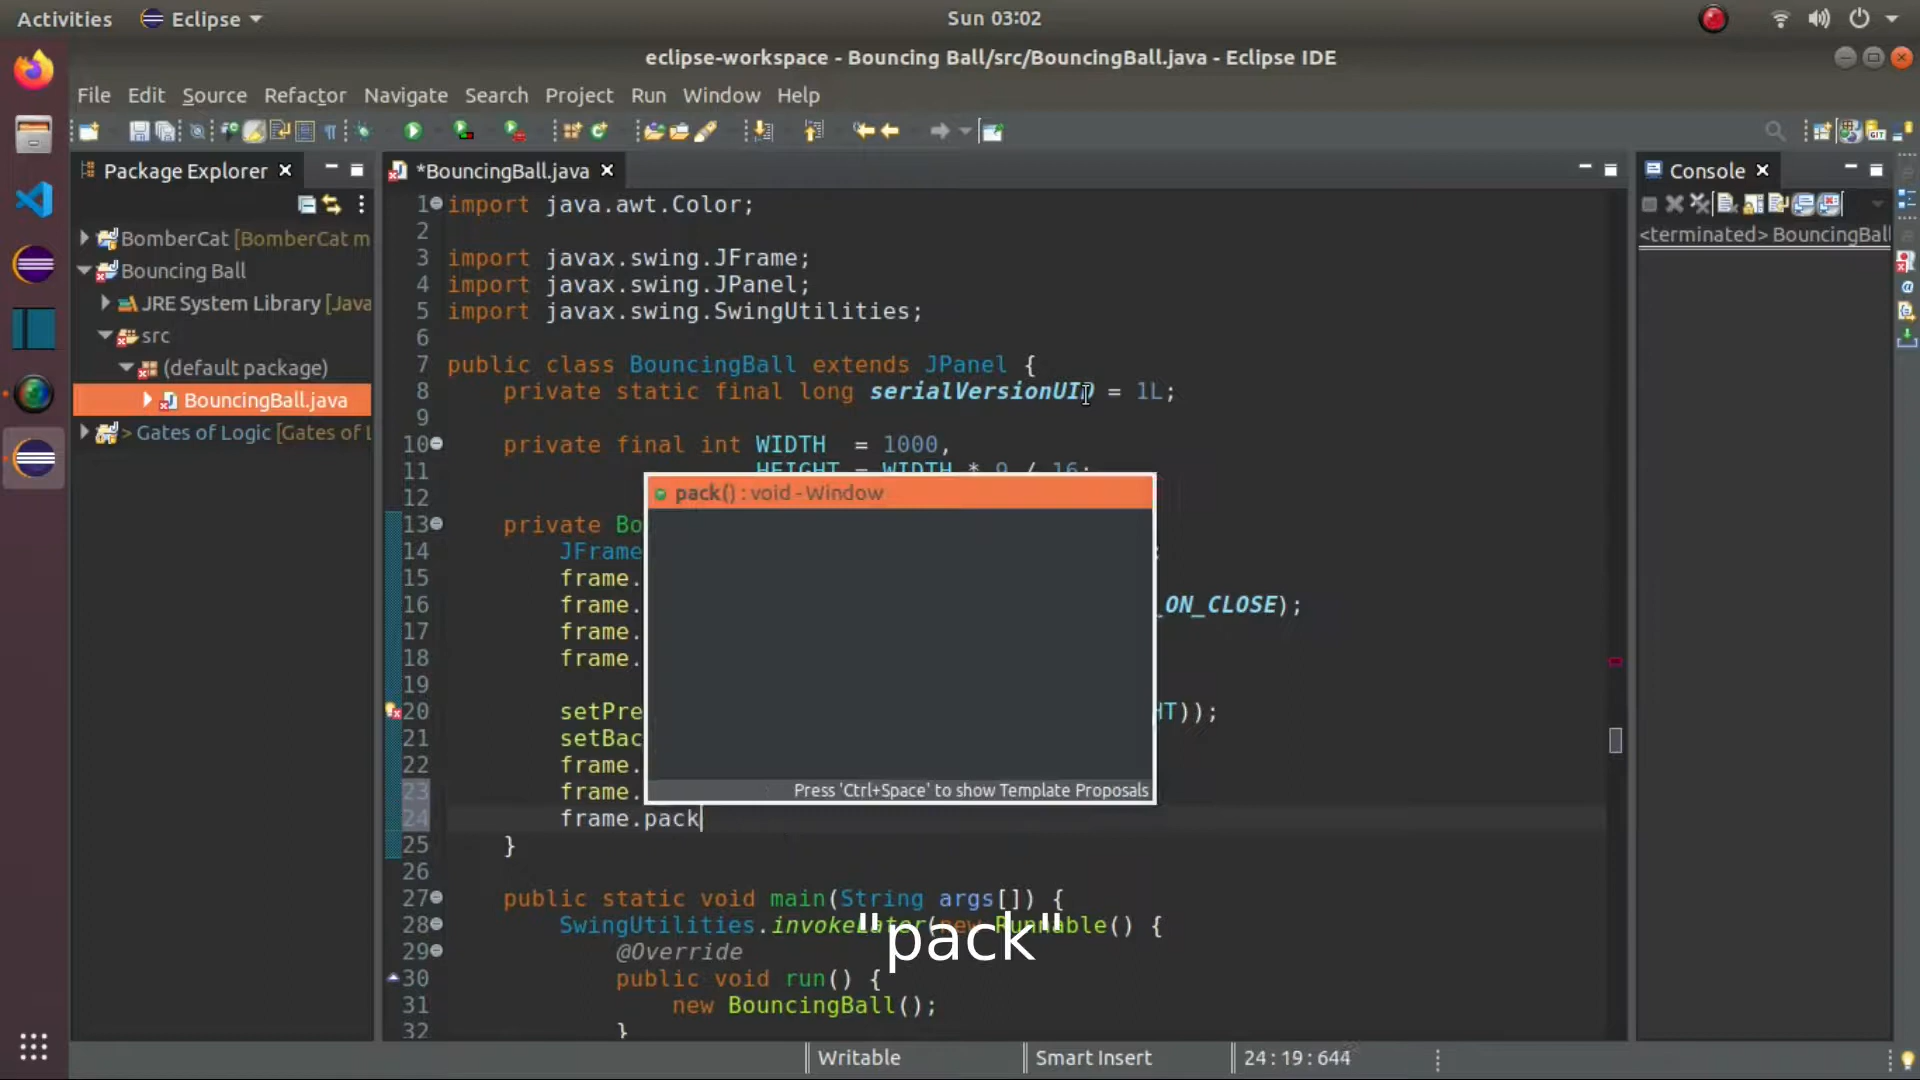 Activities Eclipse Sun 03:02
eclipse-workspace - Bouncing Ball/src/BouncingBall.java - Eclipse IDE
File Edit Source Refactor Navigate Search Project Run Window Help
Package Explorer
*BouncingBall.java
Console
<terminated> BouncingBall
BomberCat [BomberCat m
Bouncing Ball
JRE System Library [Java
src
(default package)
BouncingBall.java
> Gates of Logic [Gates of L
1 import java.awt.Color;
2
3 import javax.swing.JFrame;
4 import javax.swing.JPanel;
5 import javax.swing.SwingUtilities;
6
7 public class BouncingBall extends JPanel {
8 private static final long serialVersionUID = 1L;
9
10 private final int WIDTH = 1000,
11 HEIGHT = WIDTH * 9 / 16;
12
13 private Bo
14 JFrame ;
15 frame.
16 frame. _ON_CLOSE);
17 frame.
18 frame.
19
20 setPre HT));
21 setBac
22 frame.
23 frame.
24 frame.pack
25 }
26
27 public static void main(String args[]) {
28 SwingUtilities.invokeLater(new Runnable() {
29 @Override
30 public void run() {
31 new BouncingBall();
32 }
pack() : void - Window
Press 'Ctrl+Space' to show Template Proposals
"pack"
Writable Smart Insert 24 : 19 : 644